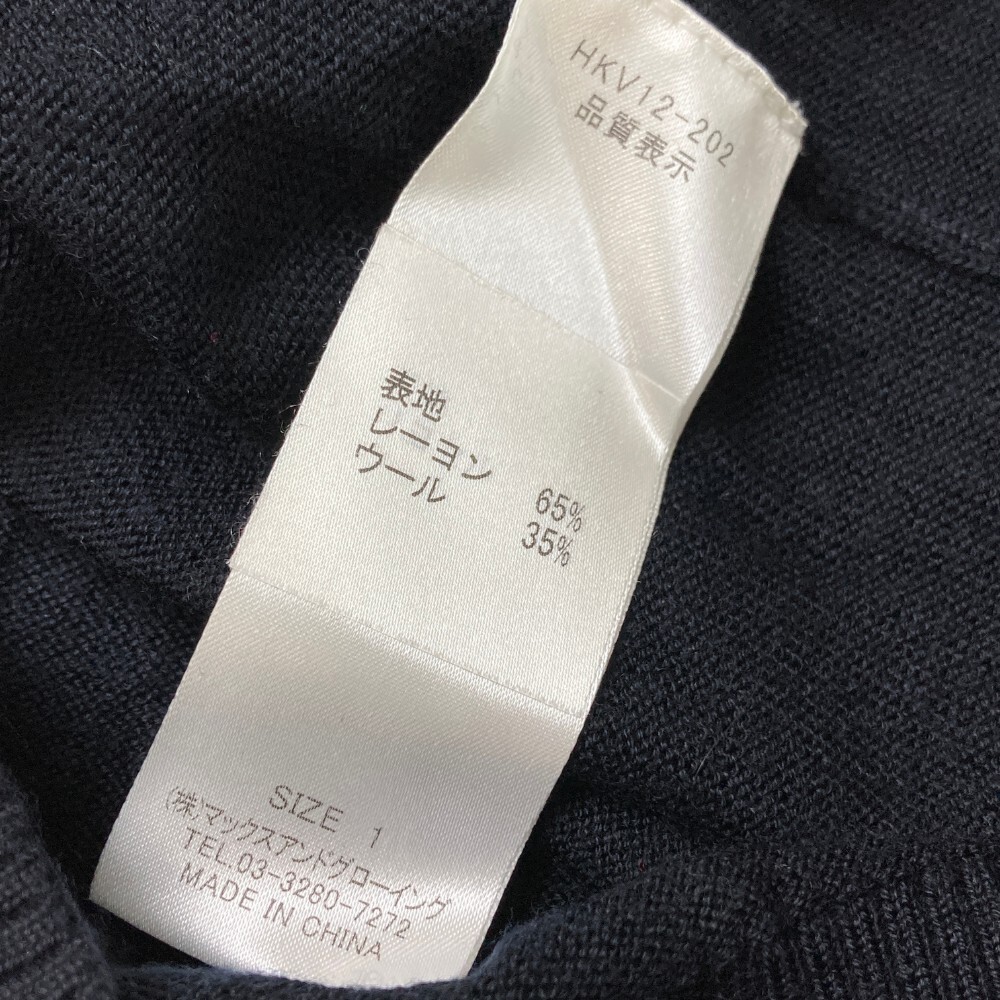 HKV12-202
品質表示
表地
レーヨン 65%
ウール 35%
SIZE 1
(株)マックスアンドグローイング
TEL.03-3280-7272
MADE IN CHINA